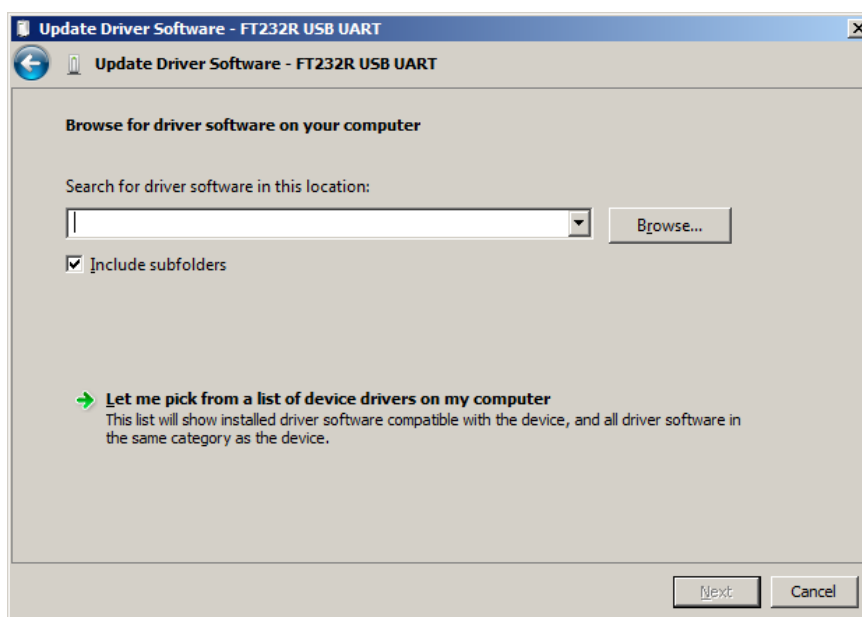 Update Driver Software - FT232R USB UART
Update Driver Software - FT232R USB UART
Browse for driver software on your computer
Search for driver software in this location:
Browse...
Include subfolders
Let me pick from a list of device drivers on my computer
This list will show installed driver software compatible with the device, and all driver software in
the same category as the device.
Next
Cancel